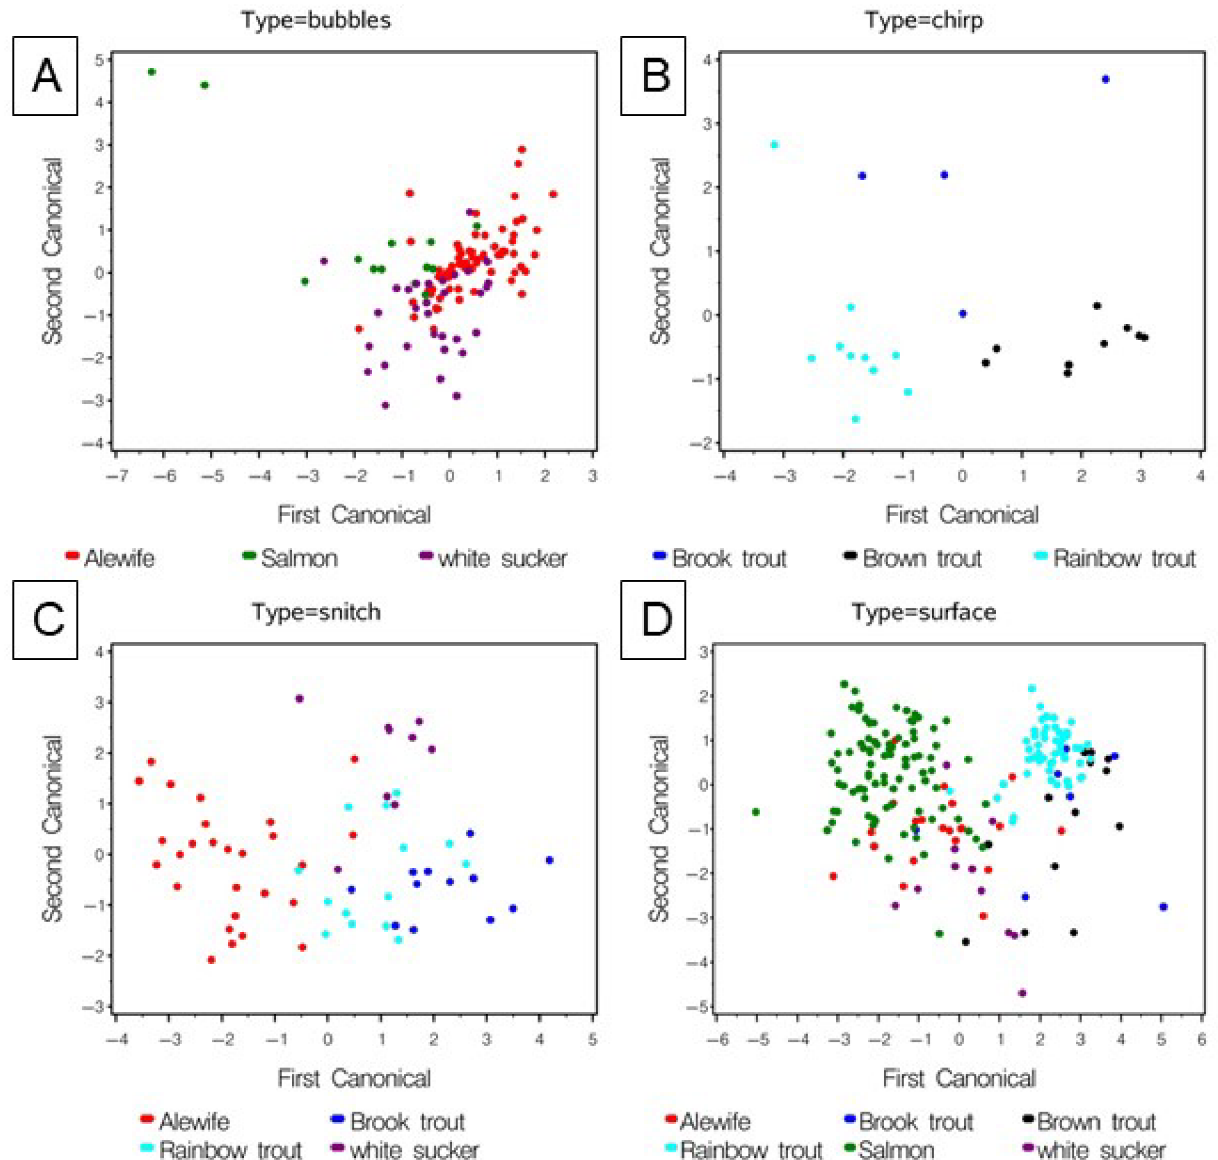 Type=bubbles
A
5
4
3
2
1
0
−1
−2
−3
−4
Second Canonical
−7 −6 −5 −4 −3 −2 −1 0 1 2 3
First Canonical
Alewife Salmon white sucker
Type=chirp
B
4
3
2
1
0
−1
−2
Second Canonical
−4 −3 −2 −1 0 1 2 3 4
First Canonical
Brook trout Brown trout Rainbow trout
Type=snitch
C
4
3
2
1
0
−1
−2
−3
Second Canonical
−4 −3 −2 −1 0 1 2 3 4 5
First Canonical
Alewife Brook trout
Rainbow trout white sucker
Type=surface
D
3
2
1
0
−1
−2
−3
−4
−5
Second Canonical
−6 −5 −4 −3 −2 −1 0 1 2 3 4 5 6
First Canonical
Alewife Brook trout Brown trout
Rainbow trout Salmon white sucker